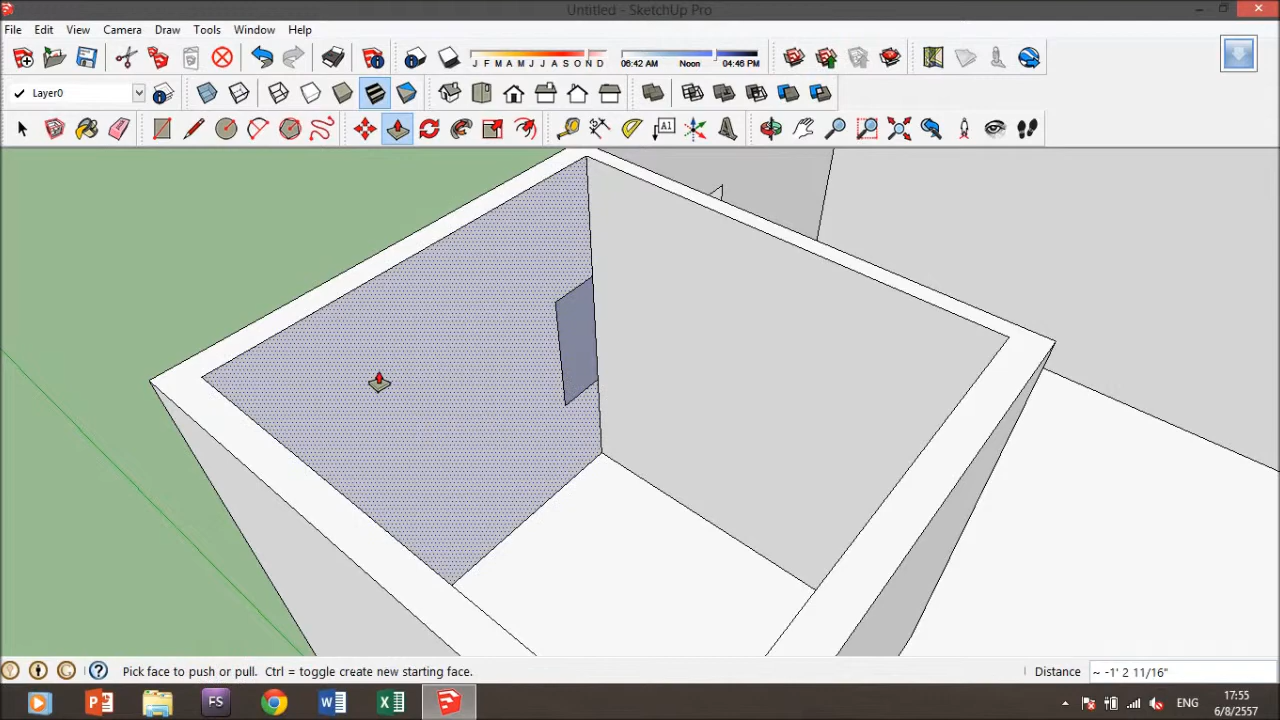 Untitled - SketchUp Pro
File Edit View Camera Draw Tools Window Help
J F M A M J J A S O N D 06:42 AM Noon 04:46 PM
Layer0
A1
Pick face to push or pull. Ctrl = toggle create new starting face. Distance ~ -1' 2 11/16"
FS ENG 17:55
6/8/2557